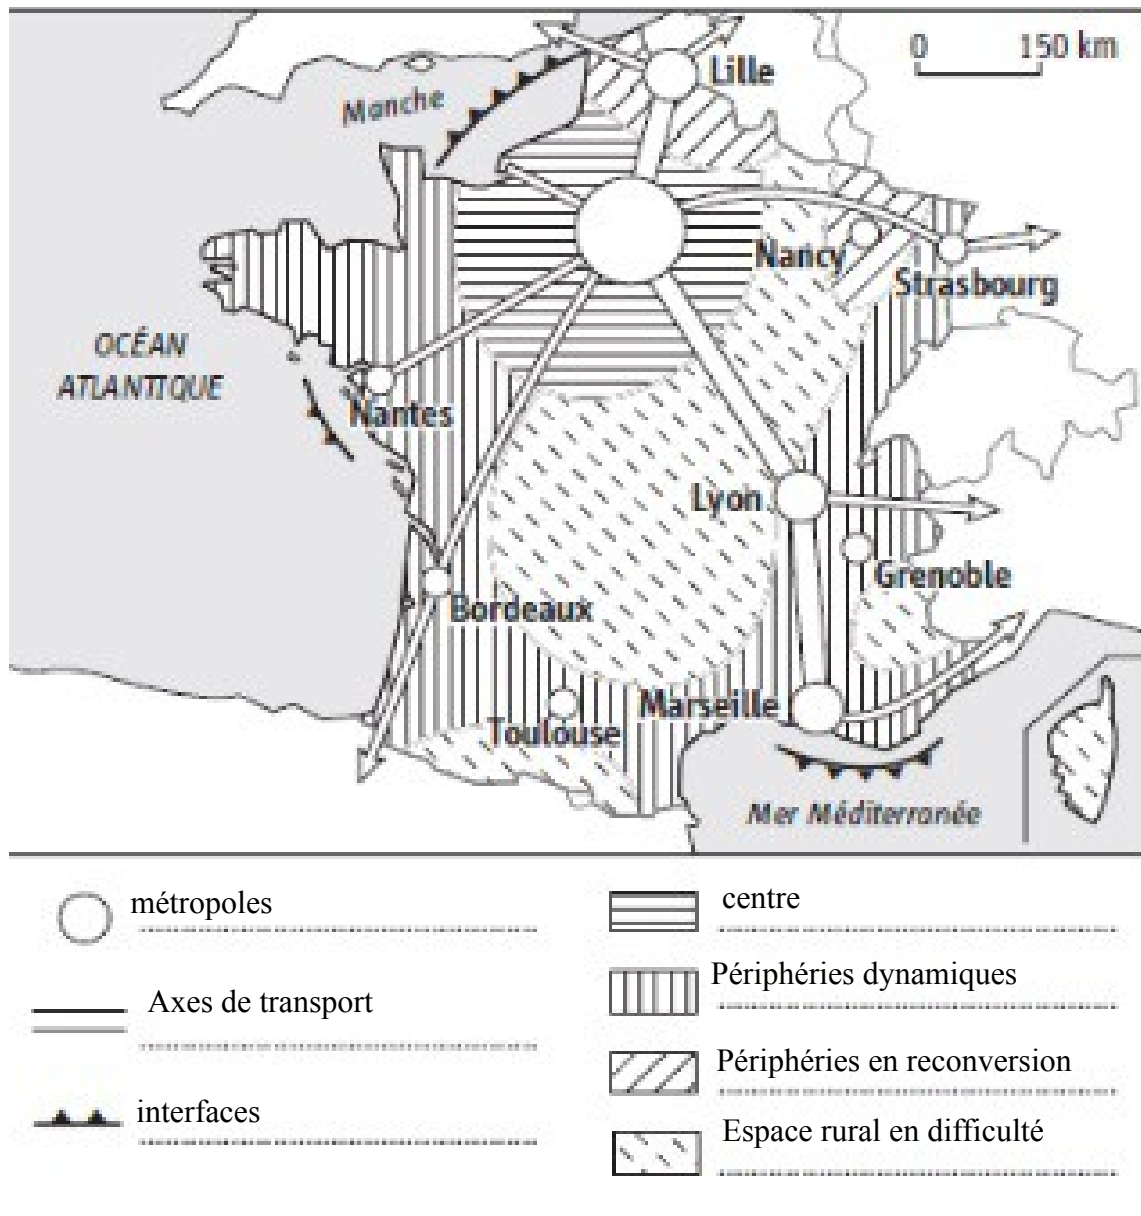 0 150 km
Lille
Manche
Nancy
Strasbourg
OCÉAN
ATLANTIQUE
Nantes
Lyon
Grenoble
Bordeaux
Marseille
Toulouse
Mer Méditerranée
métropoles
Axes de transport
interfaces
centre
Périphéries dynamiques
Périphéries en reconversion
Espace rural en difficulté